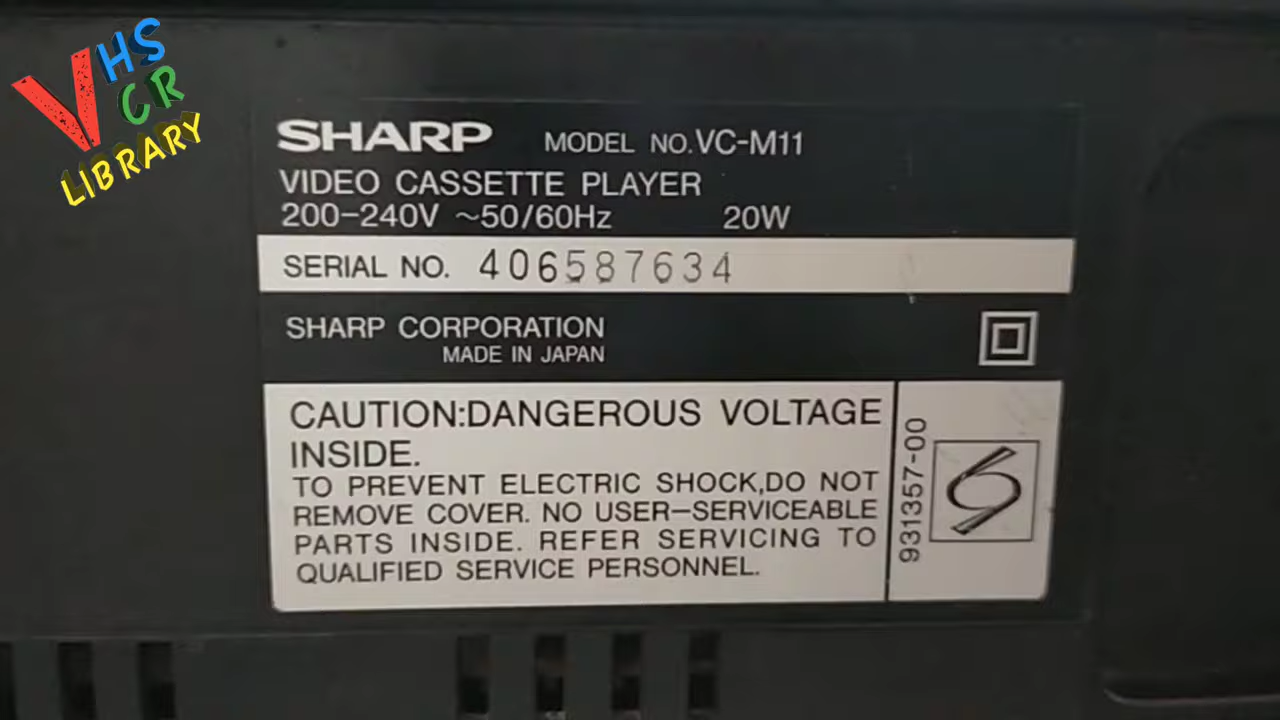 VHS
CR
LIBRARY
SHARP MODEL NO.VC-M11
VIDEO CASSETTE PLAYER
200-240V ~50/60Hz 20W
SERIAL NO. 406587634
SHARP CORPORATION
MADE IN JAPAN
CAUTION:DANGEROUS VOLTAGE
INSIDE.
TO PREVENT ELECTRIC SHOCK,DO NOT
REMOVE COVER. NO USER-SERVICEABLE
PARTS INSIDE. REFER SERVICING TO
QUALIFIED SERVICE PERSONNEL.
931357-00